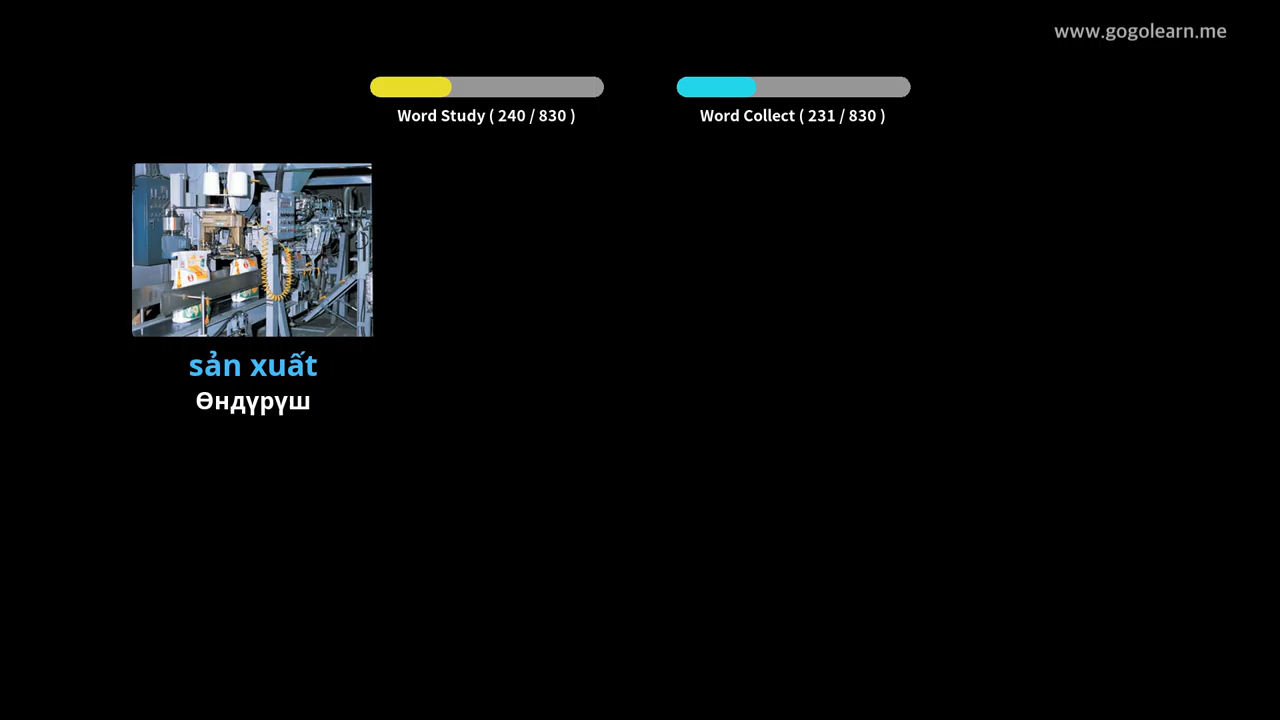 www.gogolearn.me
Word Study ( 240 / 830 )
Word Collect ( 231 / 830 )
sản xuất
Өндүрүш